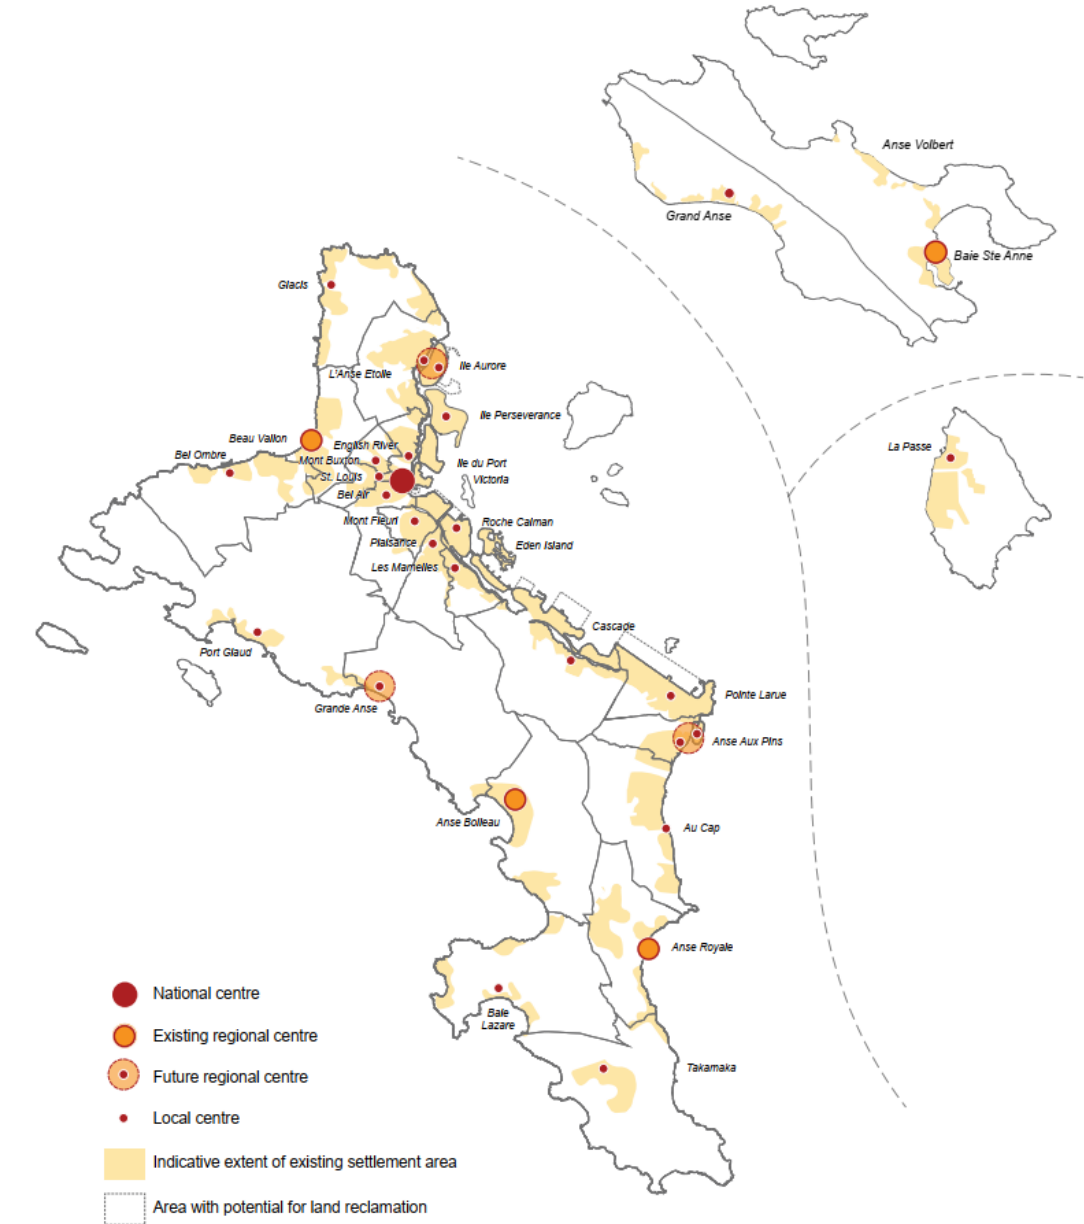 Anse Volbert
Grand Anse
Baie Ste Anne
Glacis
Ile Aurore
L'Anse Etoile
Ile Perseverance
Beau Vallon
English River
La Passe
Bel Ombre
Mont Buxton
Ile du Port
St. Louis
Victoria
Bel Air
Mont Fleuri
Roche Caiman
Plaisance
Eden Island
Les Mamelles
Cascade
Port Glaud
Pointe Larue
Grande Anse
Anse Aux Pins
Anse Boileau
Au Cap
Anse Royale
Baie
Lazare
Takamaka
National centre
Existing regional centre
Future regional centre
Local centre
Indicative extent of existing settlement area
Area with potential for land reclamation